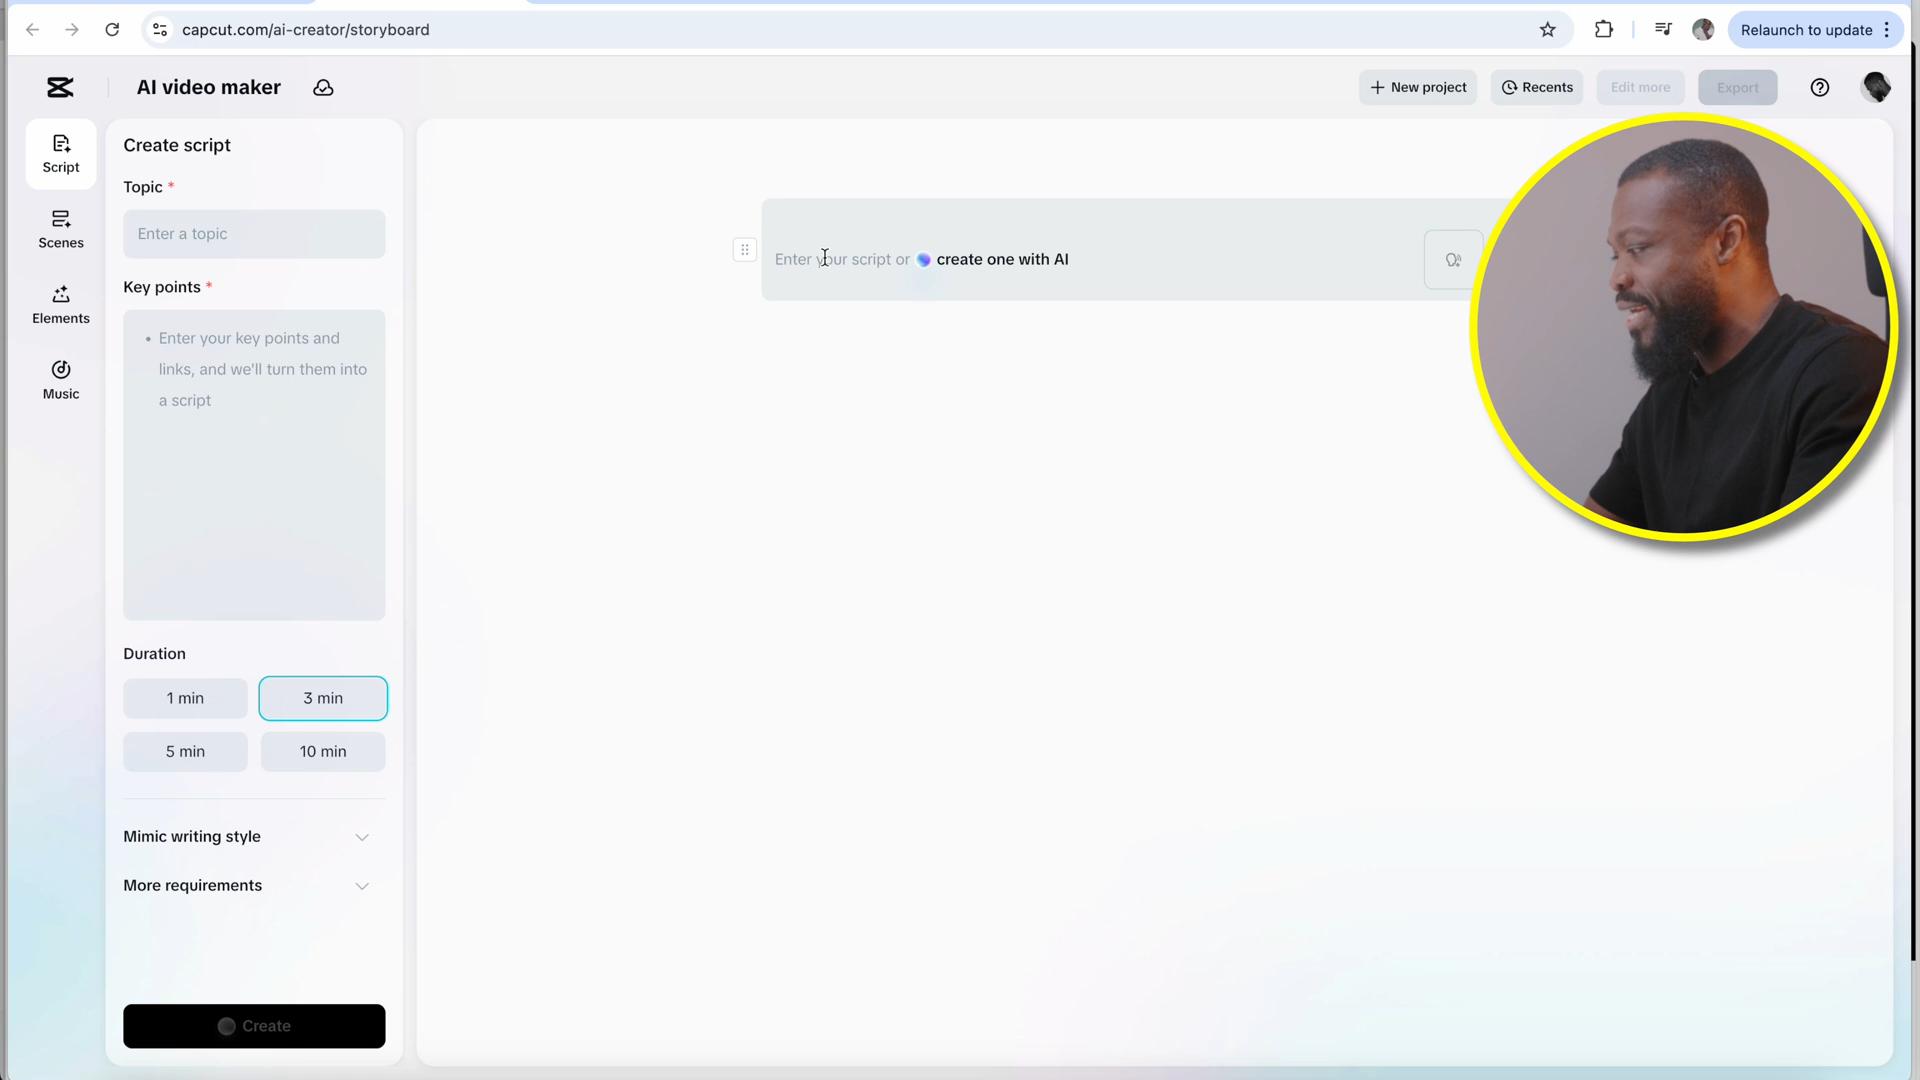 capcut.com/ai-creator/storyboard
Relaunch to update
AI video maker
New project
Recents
Edit more
Export
Script
Scenes
Elements
Music
Create script
Topic *
Enter a topic
Key points *
• Enter your key points and
links, and we'll turn them into
a script
Duration
1 min
3 min
5 min
10 min
Mimic writing style
More requirements
Create
Enter your script or create one with AI